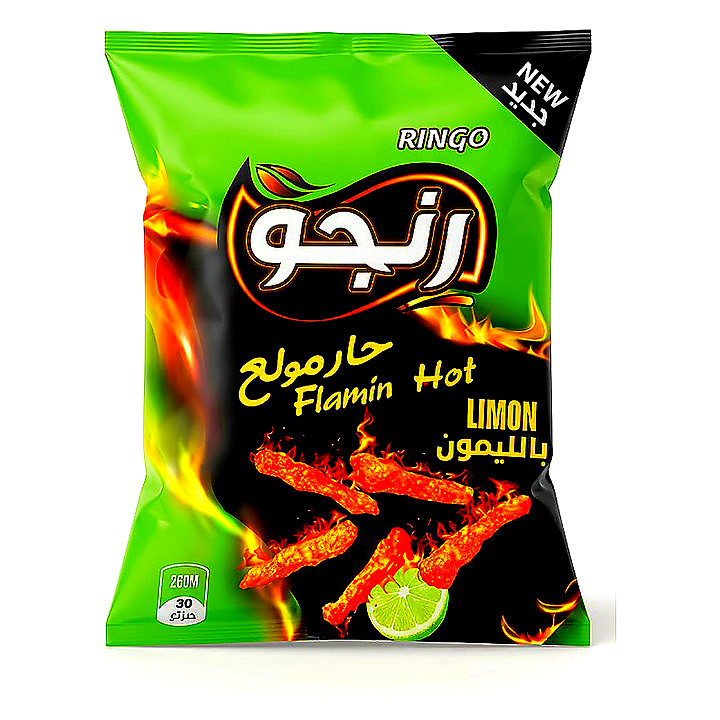 NEW
جديد
RINGO
رنجو
حار مولع
Flamin Hot
LIMON
بالليمون
260M
30